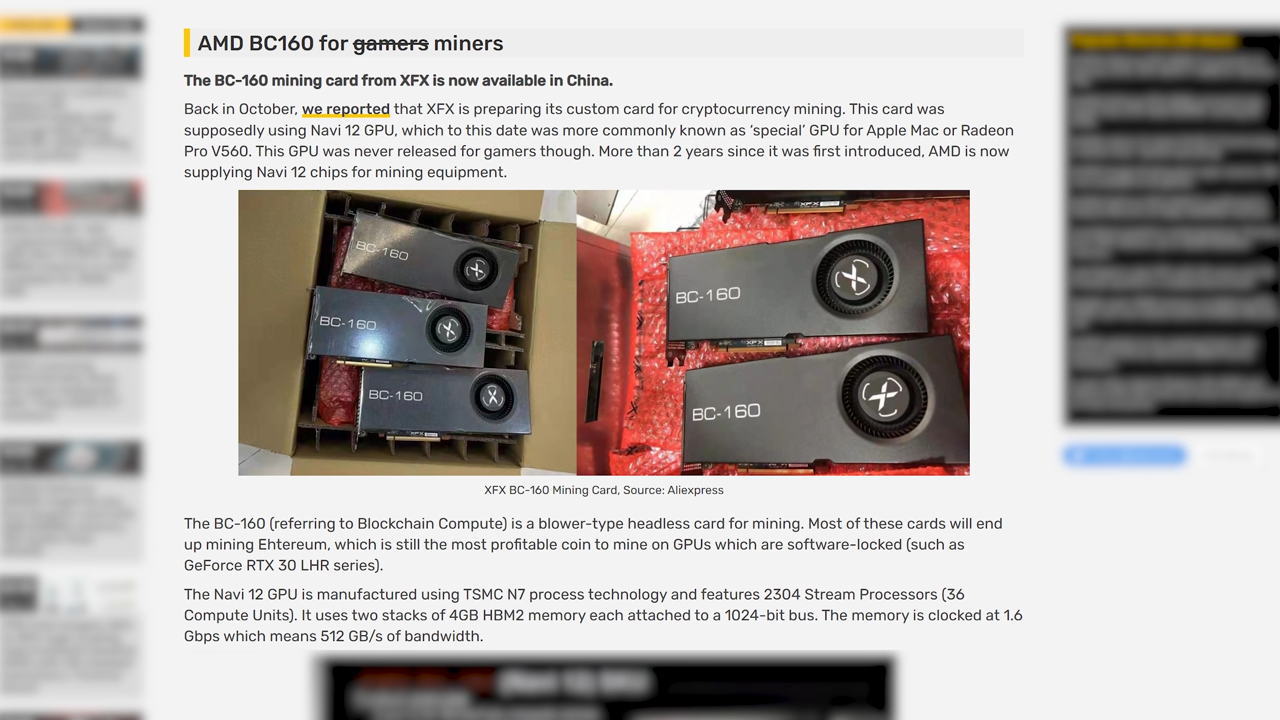 AMD BC160 for gamers miners
The BC-160 mining card from XFX is now available in China.
Back in October, we reported that XFX is preparing its custom card for cryptocurrency mining. This card was
supposedly using Navi 12 GPU, which to this date was more commonly known as ‘special’ GPU for Apple Mac or Radeon
Pro V560. This GPU was never released for gamers though. More than 2 years since it was first introduced, AMD is now
supplying Navi 12 chips for mining equipment.
BC-160
BC-160
BC-160
BC-160
XFX
BC-160
XFX BC-160 Mining Card, Source: Aliexpress
The BC-160 (referring to Blockchain Compute) is a blower-type headless card for mining. Most of these cards will end
up mining Ehtereum, which is still the most profitable coin to mine on GPUs which are software-locked (such as
GeForce RTX 30 LHR series).
The Navi 12 GPU is manufactured using TSMC N7 process technology and features 2304 Stream Processors (36
Compute Units). It uses two stacks of 4GB HBM2 memory each attached to a 1024-bit bus. The memory is clocked at 1.6
Gbps which means 512 GB/s of bandwidth.